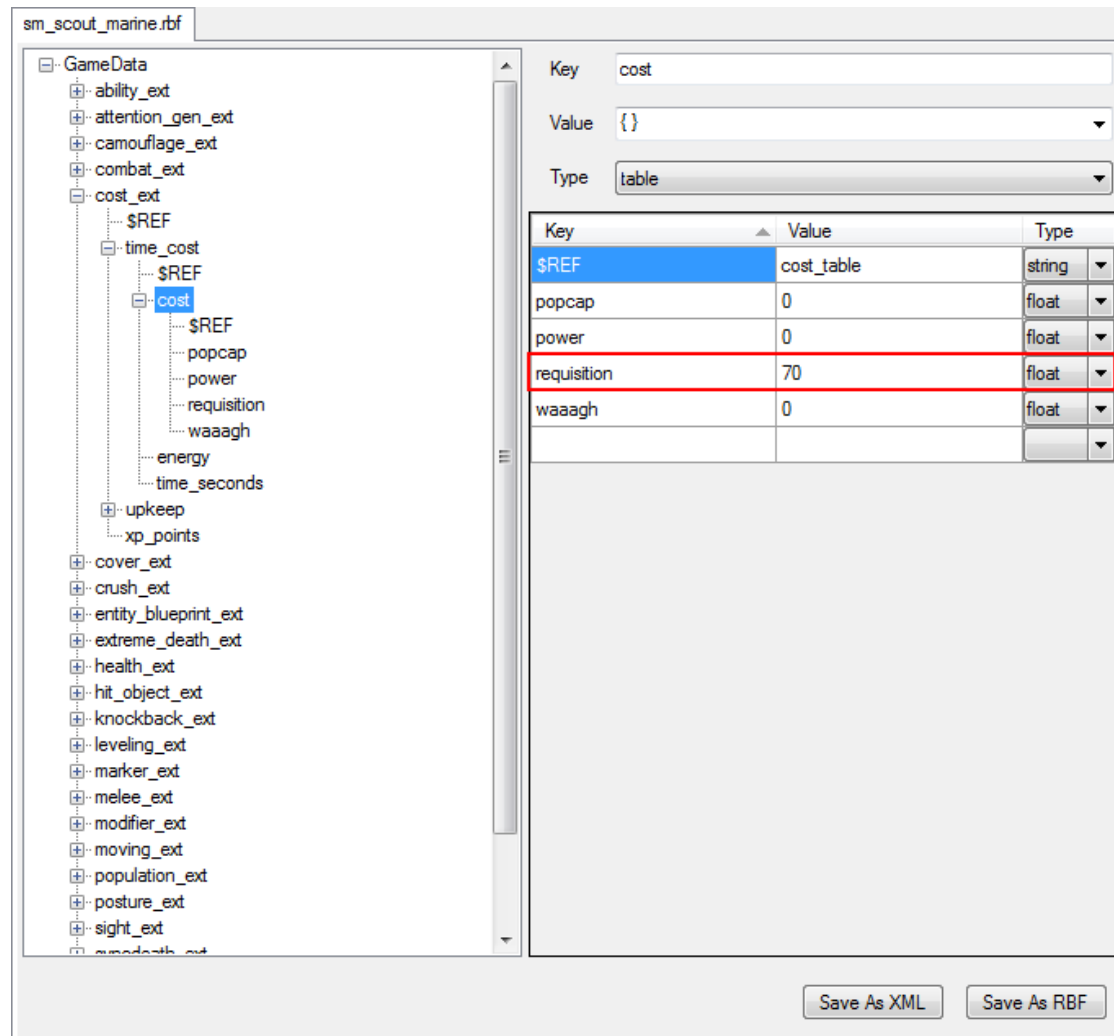 sm_scout_marine.rbf
GameData
ability_ext
attention_gen_ext
camouflage_ext
combat_ext
cost_ext
$REF
time_cost
$REF
cost
$REF
popcap
power
requisition
waaagh
energy
time_seconds
upkeep
xp_points
cover_ext
crush_ext
entity_blueprint_ext
extreme_death_ext
health_ext
hit_object_ext
knockback_ext
leveling_ext
marker_ext
melee_ext
modifier_ext
moving_ext
population_ext
posture_ext
sight_ext
Key cost
Value {}
Type table
Key Value Type
$REF cost_table string
popcap 0 float
power 0 float
requisition 70 float
waaagh 0 float
Save As XML Save As RBF